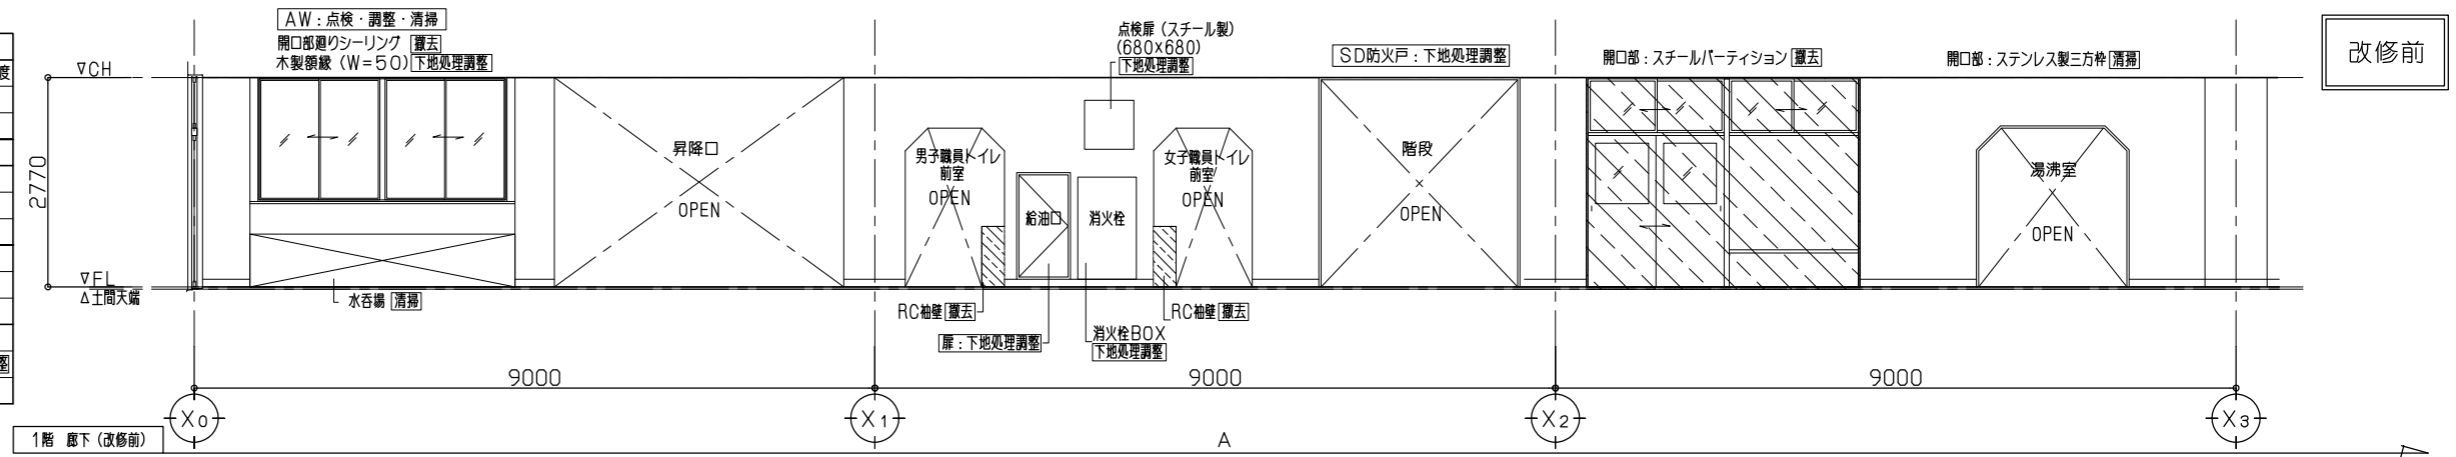 AW：点検・調整・清掃
開口部廻りシーリング 撤去
木製額縁（W＝50）下地処理調整
点検扉（スチール製）
（680×680）
下地処理調整
SD防火戸：下地処理調整
開口部：スチールパーティション 撤去
開口部：ステンレス製三方枠 清掃
改修前
▽CH
2770
▽FL
△土間天端
昇降口
OPEN
男子職員トイレ
前室
OPEN
給油口
消火栓
女子職員トイレ
前室
OPEN
階段
OPEN
湯沸室
OPEN
水呑場 清掃
RC袖壁 撤去
扉：下地処理調整
消火栓BOX
下地処理調整
RC袖壁 撤去
9000
9000
9000
X0
X1
X2
X3
1階 廊下（改修前）
A